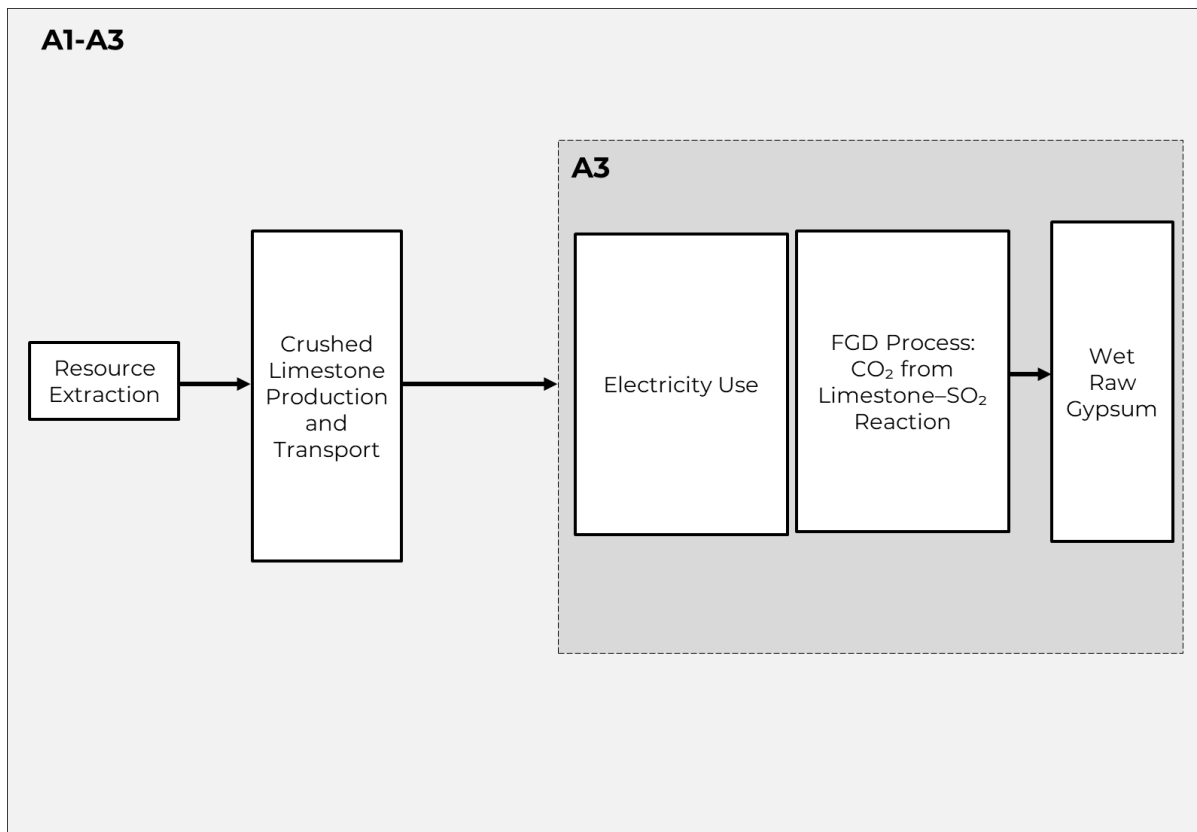 A1-A3
A3
Resource
Extraction
Crushed
Limestone
Production
and
Transport
Electricity Use
FGD Process:
CO₂ from
Limestone–SO₂
Reaction
Wet
Raw
Gypsum